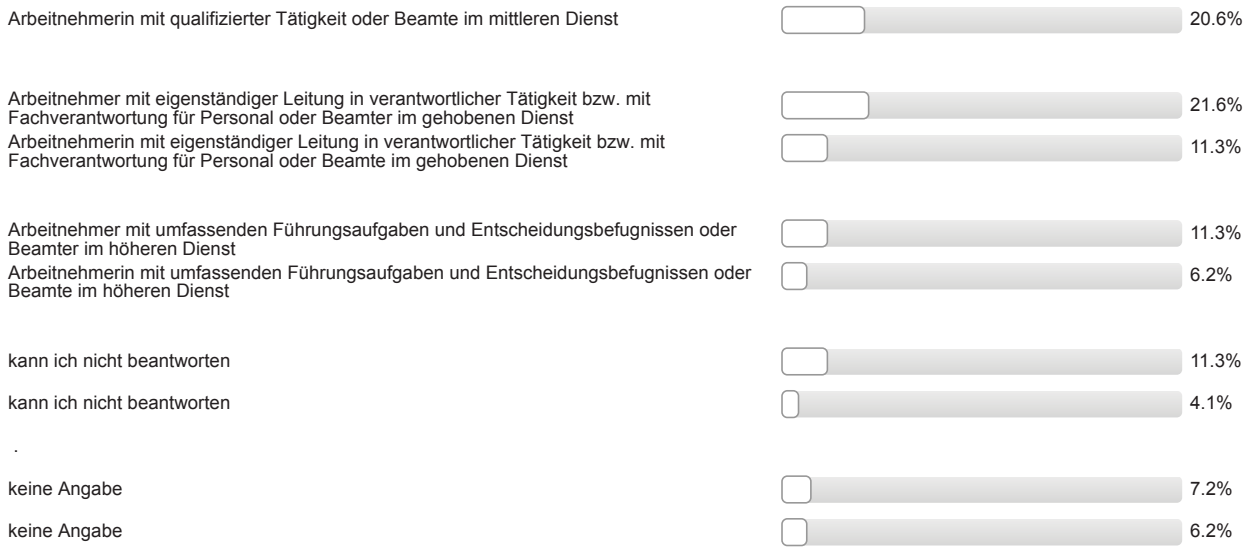 Arbeitnehmerin mit qualifizierter Tätigkeit oder Beamte im mittleren Dienst 20.6%
Arbeitnehmer mit eigenständiger Leitung in verantwortlicher Tätigkeit bzw. mit
Fachverantwortung für Personal oder Beamter im gehobenen Dienst 21.6%
Arbeitnehmerin mit eigenständiger Leitung in verantwortlicher Tätigkeit bzw. mit
Fachverantwortung für Personal oder Beamte im gehobenen Dienst 11.3%
Arbeitnehmer mit umfassenden Führungsaufgaben und Entscheidungsbefugnissen oder
Beamter im höheren Dienst 11.3%
Arbeitnehmerin mit umfassenden Führungsaufgaben und Entscheidungsbefugnissen oder
Beamte im höheren Dienst 6.2%
kann ich nicht beantworten 11.3%
kann ich nicht beantworten 4.1%
.
keine Angabe 7.2%
keine Angabe 6.2%